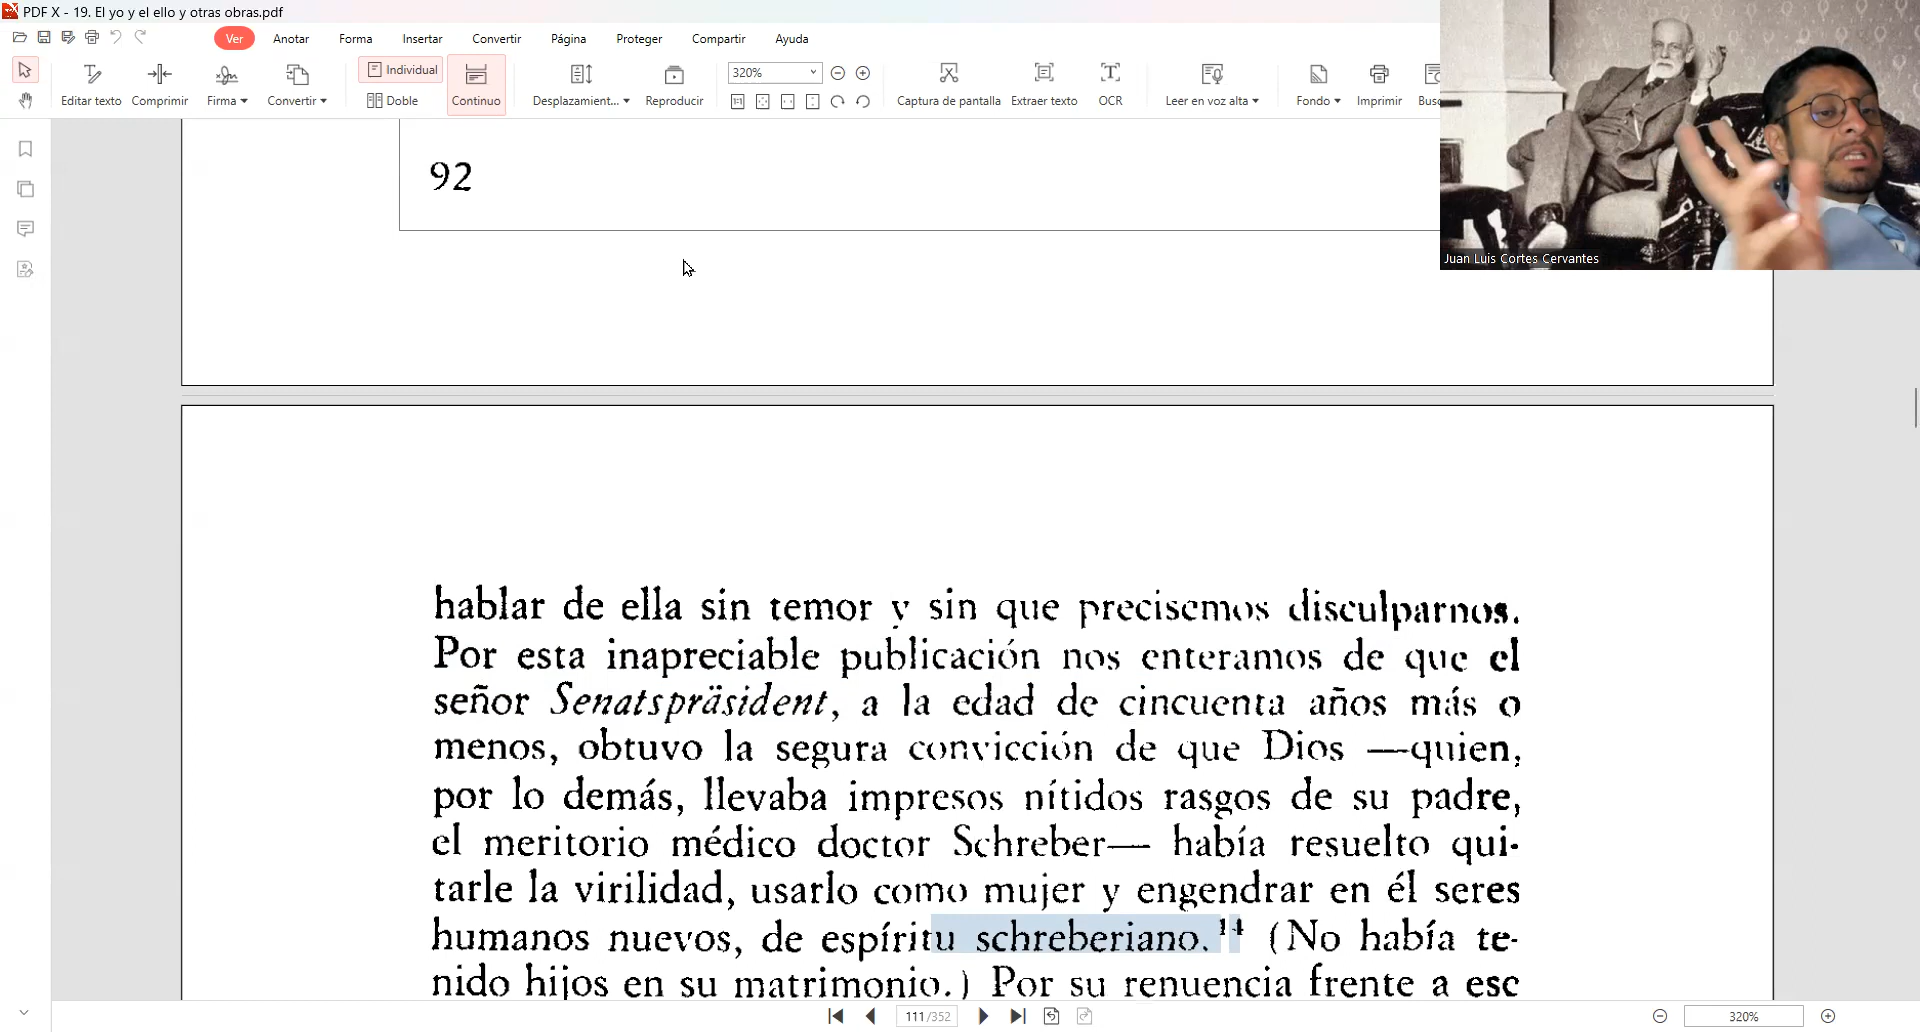 PDF X - 19. El yo y el ello y otras obras.pdf
Ver Anotar Forma Insertar Convertir Página Proteger Compartir Ayuda
Individual
320%
Editar texto Comprimir Firma Convertir Doble Continuo Desplazamient... Reproducir Captura de pantalla Extraer texto OCR Leer en voz alta Fondo Imprimir Busc
Juan Luis Cortes Cervantes
92
hablar de ella sin temor y sin que precisemos disculparnos.
Por esta inapreciable publicación nos enteramos de que el
señor Senatspräsident, a la edad de cincuenta años más o
menos, obtuvo la segura convicción de que Dios —quien,
por lo demás, llevaba impresos nítidos rasgos de su padre,
el meritorio médico doctor Schreber— había resuelto qui-
tarle la virilidad, usarlo como mujer y engendrar en él seres
humanos nuevos, de espíritu schreberiano.¹⁴ (No había te-
nido hijos en su matrimonio.) Por su renuencia frente a ese
111/352
320%